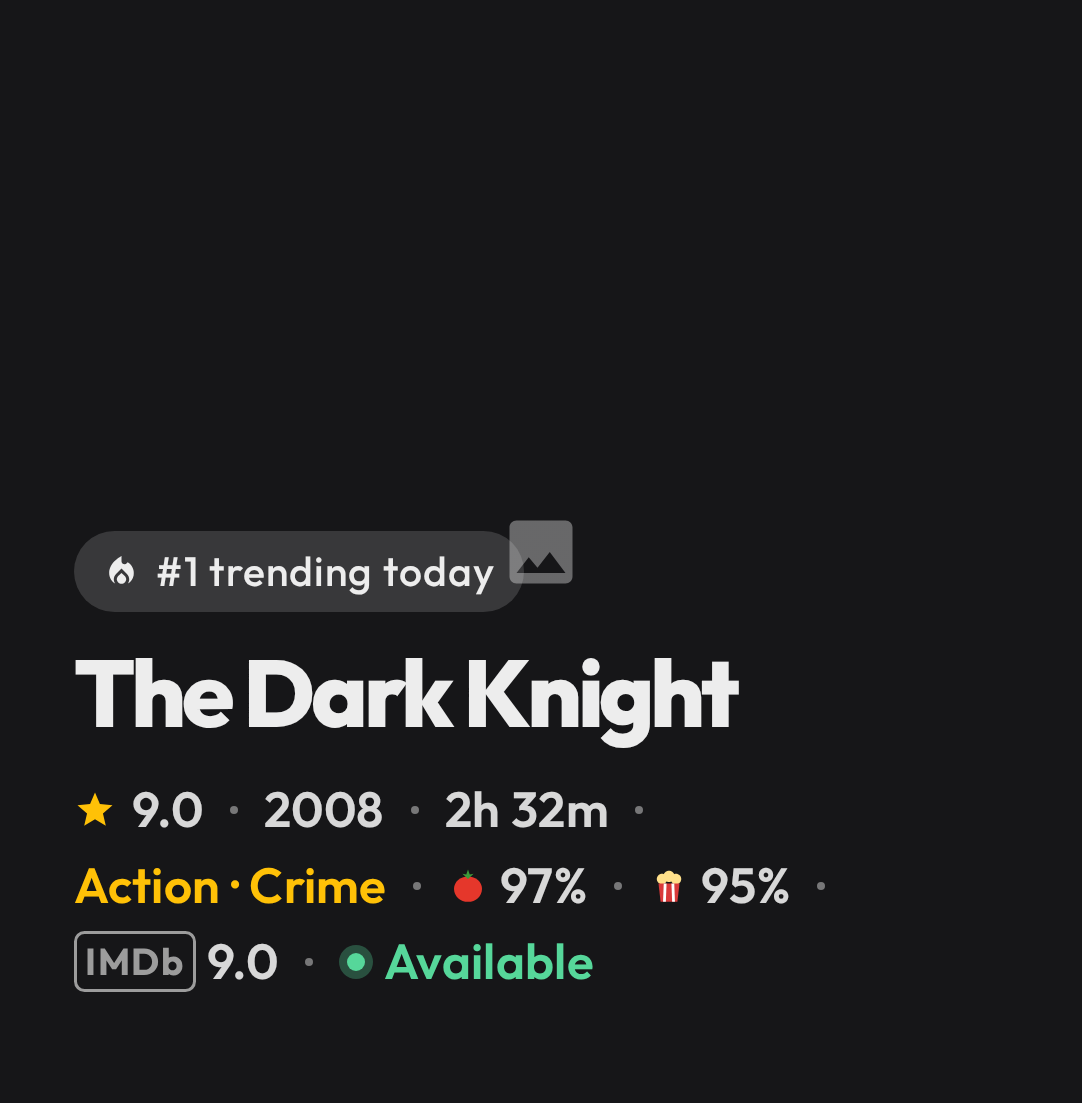 #1 trending today
The Dark Knight
9.0 · 2008 · 2h 32m ·
Action · Crime · 97% · 95% ·
IMDb 9.0 · Available